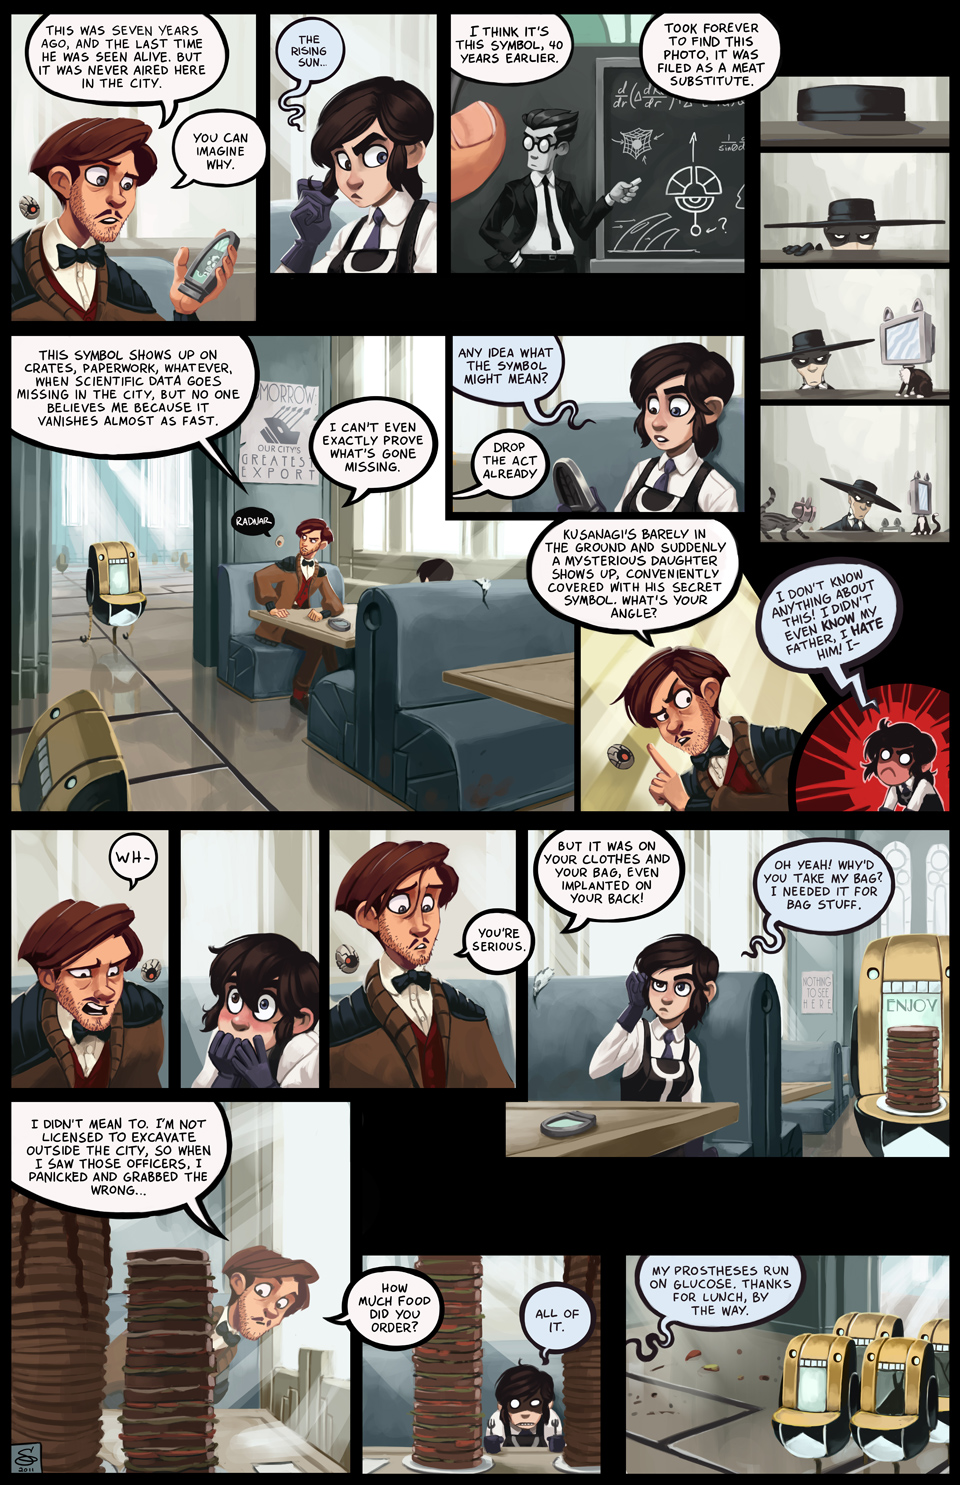 THIS WAS SEVEN YEARS
AGO, AND THE LAST TIME
HE WAS SEEN ALIVE. BUT
IT WAS NEVER AIRED HERE
IN THE CITY.
YOU CAN
IMAGINE
WHY.
THE
RISING
SUN...
I THINK IT'S
THIS SYMBOL, 40
YEARS EARLIER.
TOOK FOREVER
TO FIND THIS
PHOTO, IT WAS
FILED AS A MEAT
SUBSTITUTE.
?
THIS SYMBOL SHOWS UP ON
CRATES, PAPERWORK, WHATEVER,
WHEN SCIENTIFIC DATA GOES
MISSING IN THE CITY, BUT NO ONE
BELIEVES ME BECAUSE IT
VANISHES ALMOST AS FAST.
OUR CITY'S
GREATEST
EXPORT
RADNAR
I CAN'T EVEN
EXACTLY PROVE
WHAT'S GONE
MISSING.
ANY IDEA WHAT
THE SYMBOL
MIGHT MEAN?
DROP
THE ACT
ALREADY
KUSANAGI'S BARELY IN
THE GROUND AND SUDDENLY
A MYSTERIOUS DAUGHTER
SHOWS UP, CONVENIENTLY
COVERED WITH HIS SECRET
SYMBOL. WHAT'S YOUR
ANGLE?
I DON'T KNOW
ANYTHING ABOUT
THIS! I DIDN'T
EVEN KNOW MY
FATHER, I HATE
HIM! I-
WH-
YOU'RE
SERIOUS.
BUT IT WAS ON
YOUR CLOTHES AND
YOUR BAG, EVEN
IMPLANTED ON
YOUR BACK!
OH YEAH! WHY'D
YOU TAKE MY BAG?
I NEEDED IT FOR
BAG STUFF.
NOTHING
TO SEE
HERE
ENJOY
I DIDN'T MEAN TO. I'M NOT
LICENSED TO EXCAVATE
OUTSIDE THE CITY, SO WHEN
I SAW THOSE OFFICERS, I
PANICKED AND GRABBED THE
WRONG...
HOW
MUCH FOOD
DID YOU
ORDER?
ALL OF
IT.
MY PROSTHESES RUN
ON GLUCOSE. THANKS
FOR LUNCH, BY
THE WAY.
2011